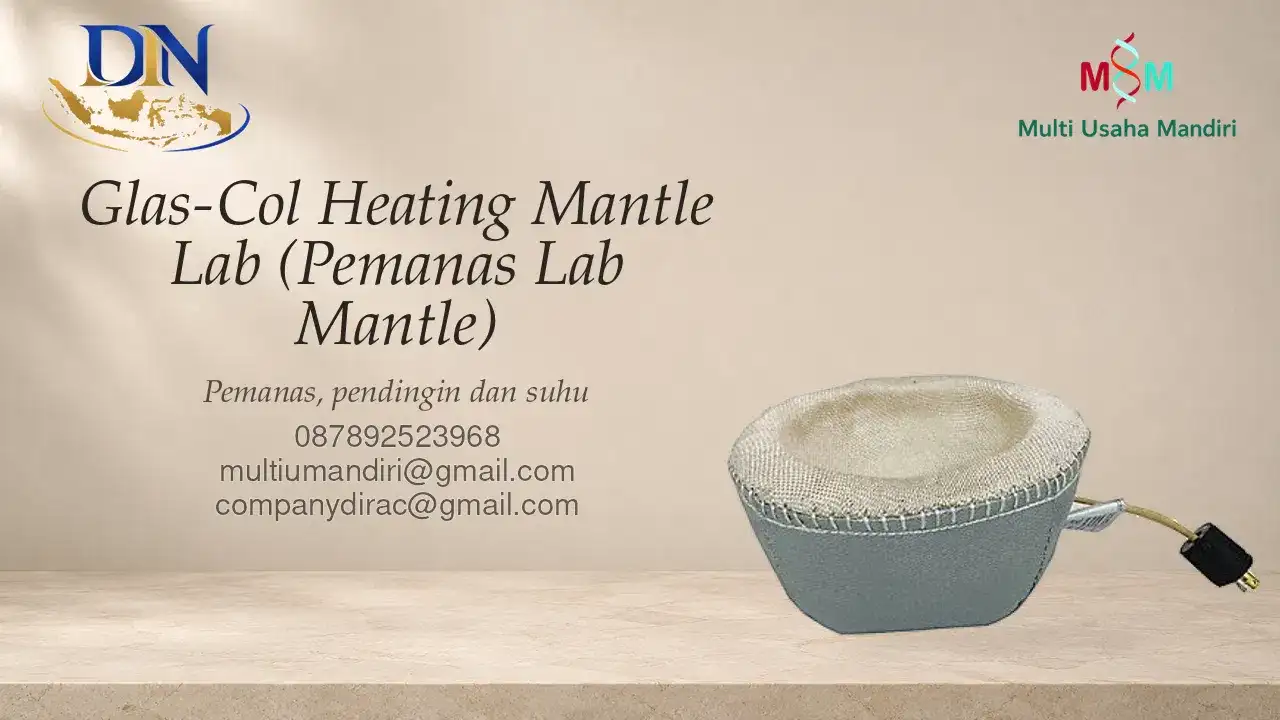 DN
MSM
Multi Usaha Mandiri
Glas-Col Heating Mantle
Lab (Pemanas Lab
Mantle)
Pemanas, pendingin dan suhu
087892523968
multiumandiri@gmail.com
companydirac@gmail.com